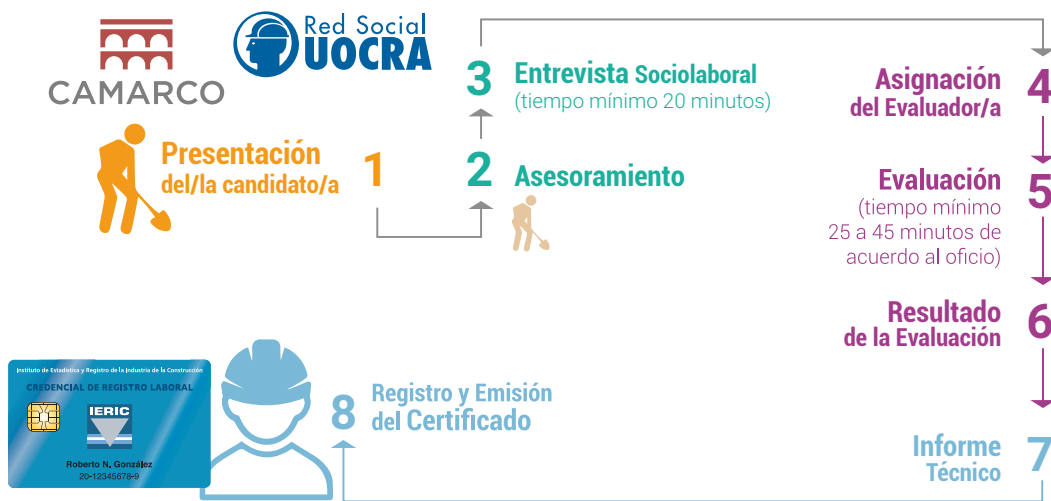 CAMARCO
Red Social
UOCRA
Presentación
del/la candidato/a
1
2
Asesoramiento
3
Entrevista Sociolaboral
(tiempo mínimo 20 minutos)
Asignación
del Evaluador/a
4
Evaluación
(tiempo mínimo
25 a 45 minutos de
acuerdo al oficio)
5
Resultado
de la Evaluación
6
Informe
Técnico
7
8
Registro y Emisión
del Certificado
Instituto de Estadística y Registro de la Industria de la Construcción
CREDENCIAL DE REGISTRO LABORAL
IERIC
Roberto N. González
20-12345678-9